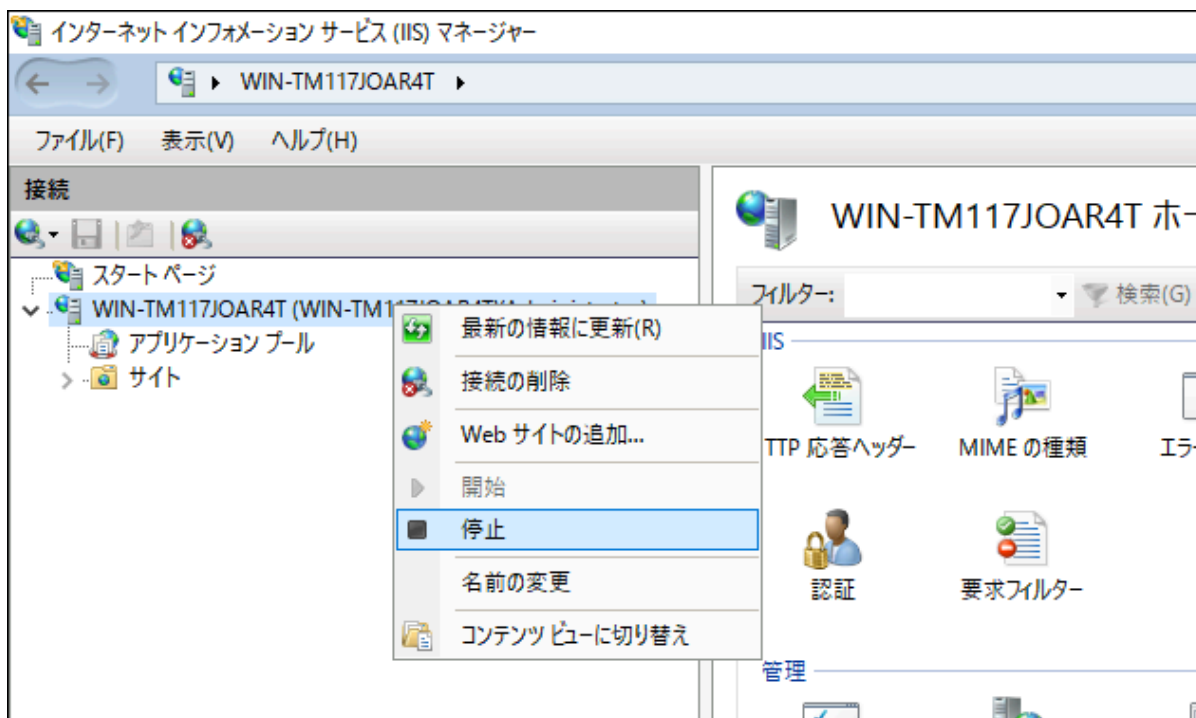 インターネット インフォメーション サービス (IIS) マネージャー
WIN-TM117JOAR4T
ファイル(F) 表示(V) ヘルプ(H)
接続
スタート ページ
WIN-TM117JOAR4T (WIN-TM1
アプリケーション プール
サイト
最新の情報に更新(R)
接続の削除
Web サイトの追加...
開始
停止
名前の変更
コンテンツ ビューに切り替え
WIN-TM117JOAR4T ホー
フィルター: 検索(G)
IIS
TTP 応答ヘッダー MIME の種類 エラー
認証 要求フィルター
管理